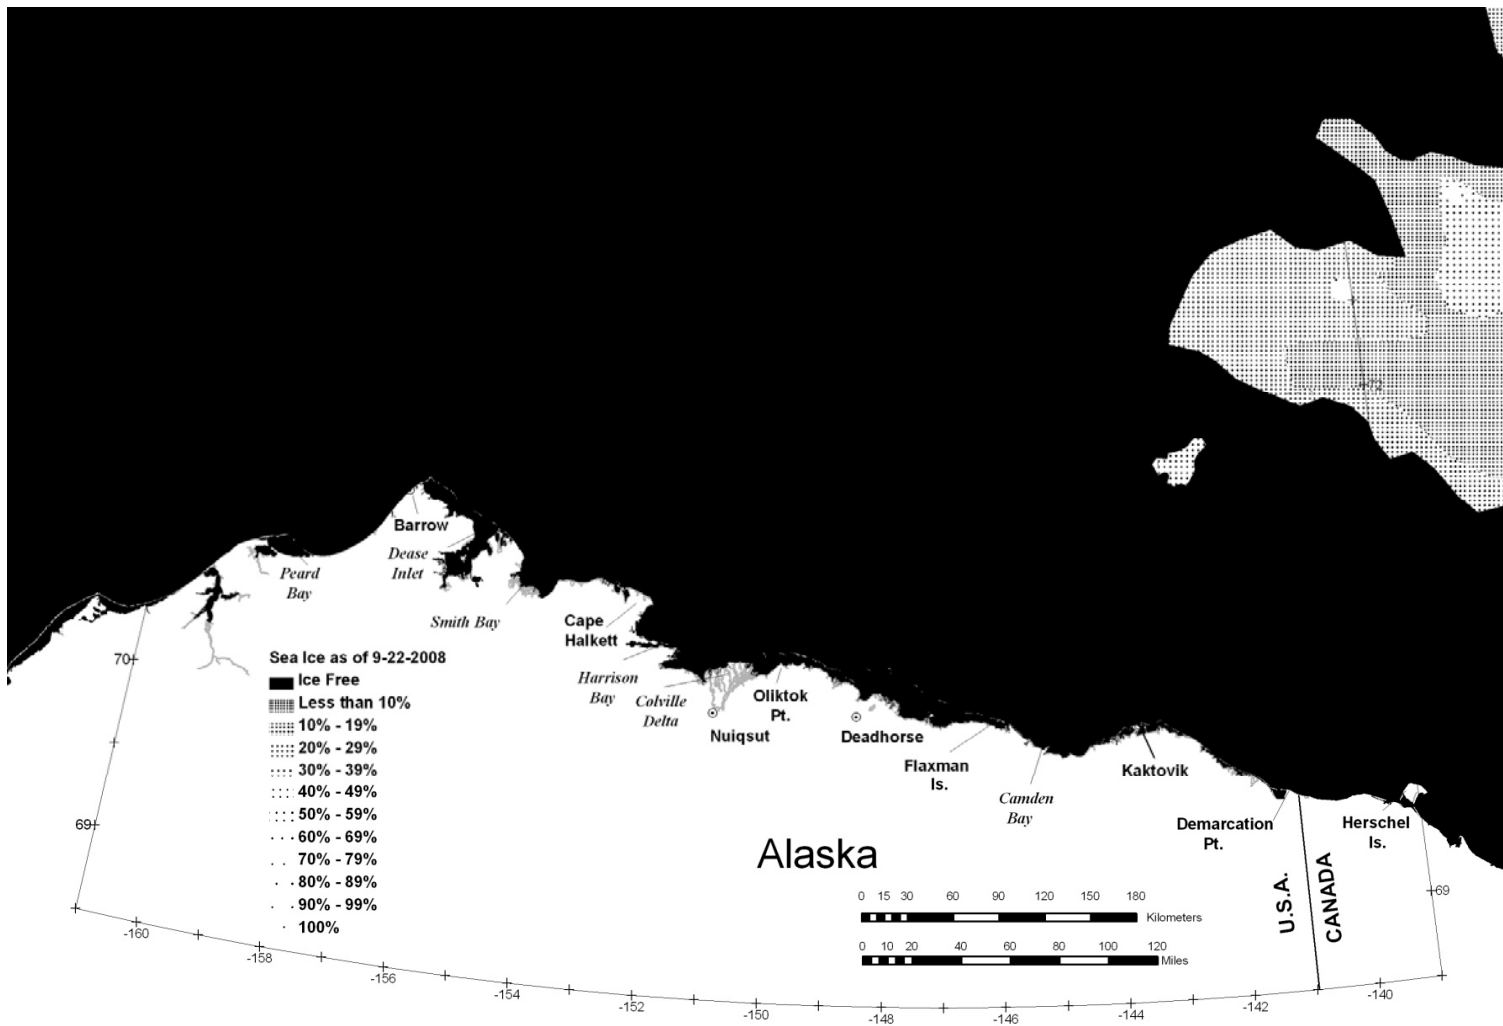 72
Barrow
Dease
Inlet
Peard
Bay
Smith Bay
Cape
Halkett
Harrison
Bay
Colville
Delta
Oliktok
Pt.
Nuiqsut
Deadhorse
Flaxman
Is.
Camden
Bay
Kaktovik
Demarcation
Pt.
Herschel
Is.
70
69
Sea Ice as of 9-22-2008
Ice Free
Less than 10%
10% - 19%
20% - 29%
30% - 39%
40% - 49%
50% - 59%
60% - 69%
70% - 79%
80% - 89%
90% - 99%
100%
Alaska
U.S.A.
CANADA
69
0 15 30 60 90 120 150 180
Kilometers
0 10 20 40 60 80 100 120
Miles
-160
-158
-156
-154
-152
-150
-148
-146
-144
-142
-140